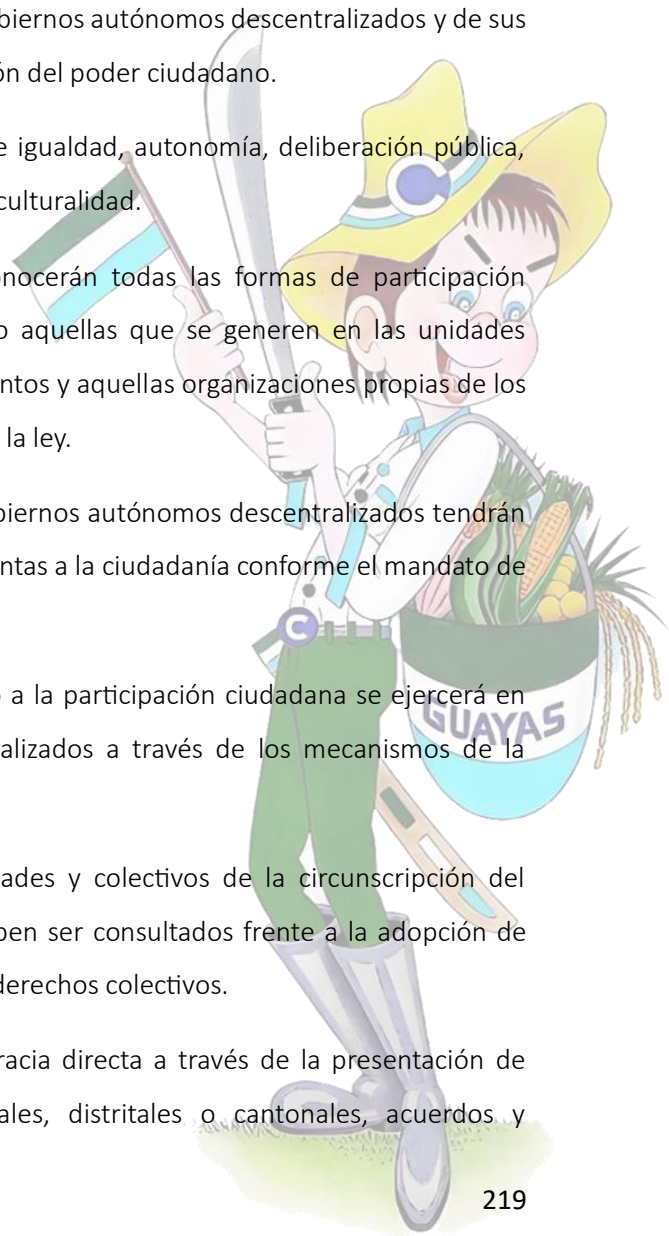 biernos autónomos descentralizados y de sus
ón del poder ciudadano.
e igualdad, autonomía, deliberación pública,
culturalidad.
nocerán todas las formas de participación
o aquellas que se generen en las unidades
ntos y aquellas organizaciones propias de los
la ley.
biernos autónomos descentralizados tendrán
ntas a la ciudadanía conforme el mandato de
o a la participación ciudadana se ejercerá en
alizados a través de los mecanismos de la
GUAYAS
ades y colectivos de la circunscripción del
ben ser consultados frente a la adopción de
derechos colectivos.
racia directa a través de la presentación de
ales, distritales o cantonales, acuerdos y
219